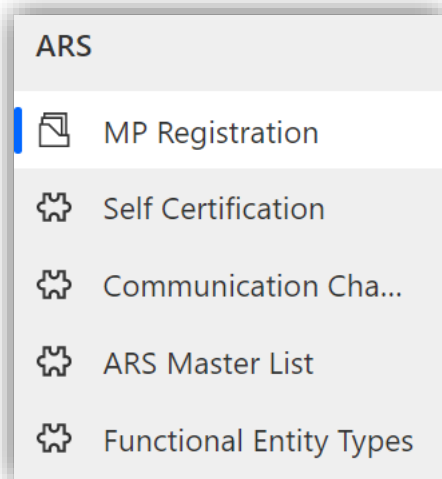 ARS
MP Registration
Self Certification
Communication Cha...
ARS Master List
Functional Entity Types